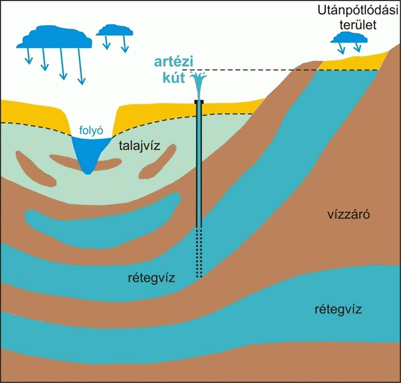 Utánpótlódási
terület
artézi
kút
folyó
talajvíz
vízzáró
rétegvíz
rétegvíz